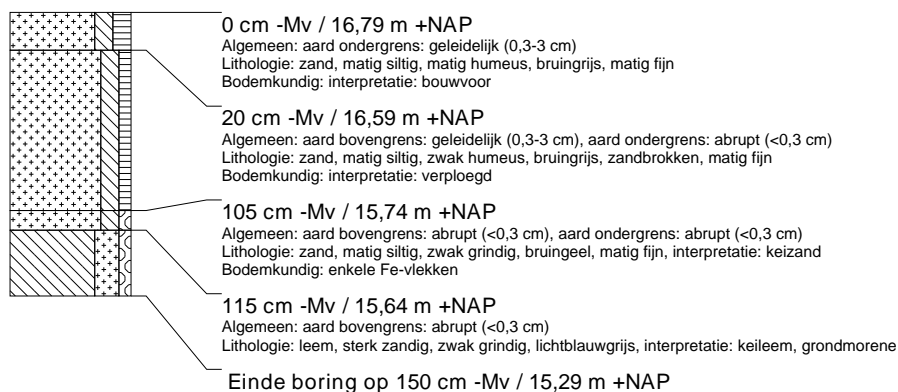 0 cm -Mv / 16,79 m +NAP
Algemeen: aard ondergrens: geleidelijk (0,3-3 cm)
Lithologie: zand, matig siltig, matig humeus, bruingrijs, matig fijn
Bodemkundig: interpretatie: bouwvoor
20 cm -Mv / 16,59 m +NAP
Algemeen: aard bovengrens: geleidelijk (0,3-3 cm), aard ondergrens: abrupt (<0,3 cm)
Lithologie: zand, matig siltig, zwak humeus, bruingrijs, zandbrokken, matig fijn
Bodemkundig: interpretatie: verploegd
105 cm -Mv / 15,74 m +NAP
Algemeen: aard bovengrens: abrupt (<0,3 cm), aard ondergrens: abrupt (<0,3 cm)
Lithologie: zand, matig siltig, zwak grindig, bruingeel, matig fijn, interpretatie: keizand
Bodemkundig: enkele Fe-vlekken
115 cm -Mv / 15,64 m +NAP
Algemeen: aard bovengrens: abrupt (<0,3 cm)
Lithologie: leem, sterk zandig, zwak grindig, lichtblauwgrijs, interpretatie: keileem, grondmorene
Einde boring op 150 cm -Mv / 15,29 m +NAP